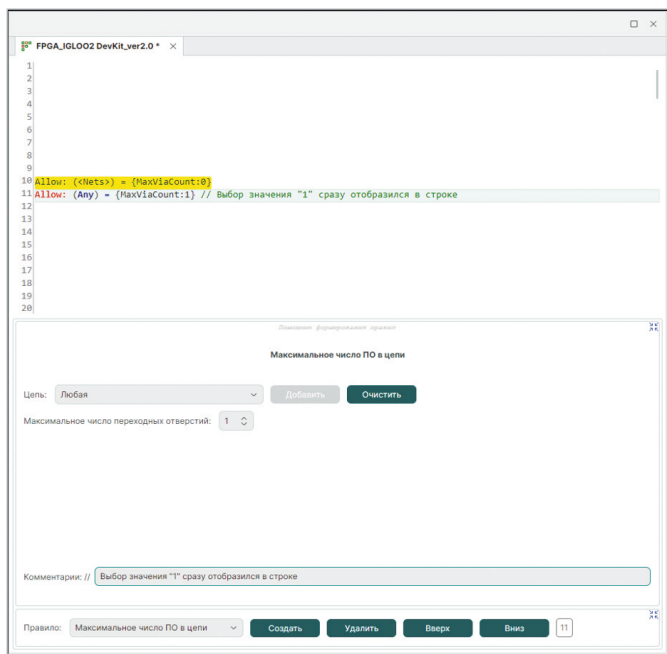 FPGA_IGLOO2 DevKit_ver2.0 *
1
2
3
4
5
6
7
8
9
10 Allow: (<Nets>) = {MaxViaCount:0}
11 Allow: (Any) = {MaxViaCount:1} // Выбор значения "1" сразу отобразился в строке
12
13
14
15
16
17
18
19
20
Помощник формирования правил
Максимальное число ПО в цепи
Цепь: Любая Добавить Очистить
Максимальное число переходных отверстий: 1
Комментарии: // Выбор значения "1" сразу отобразился в строке
Правило: Максимальное число ПО в цепи Создать Удалить Вверх Вниз 11